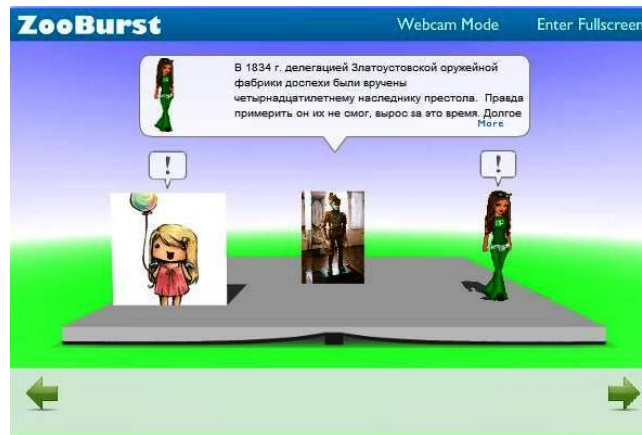 ZooBurst
Webcam Mode
Enter Fullscreen
В 1834 г. делегацией Златоустовской оружейной
фабрики доспехи были вручены
четырнадцатилетнему наследнику престола. Правда
примерить он их не смог, вырос за это время. Долгое
More
!
!